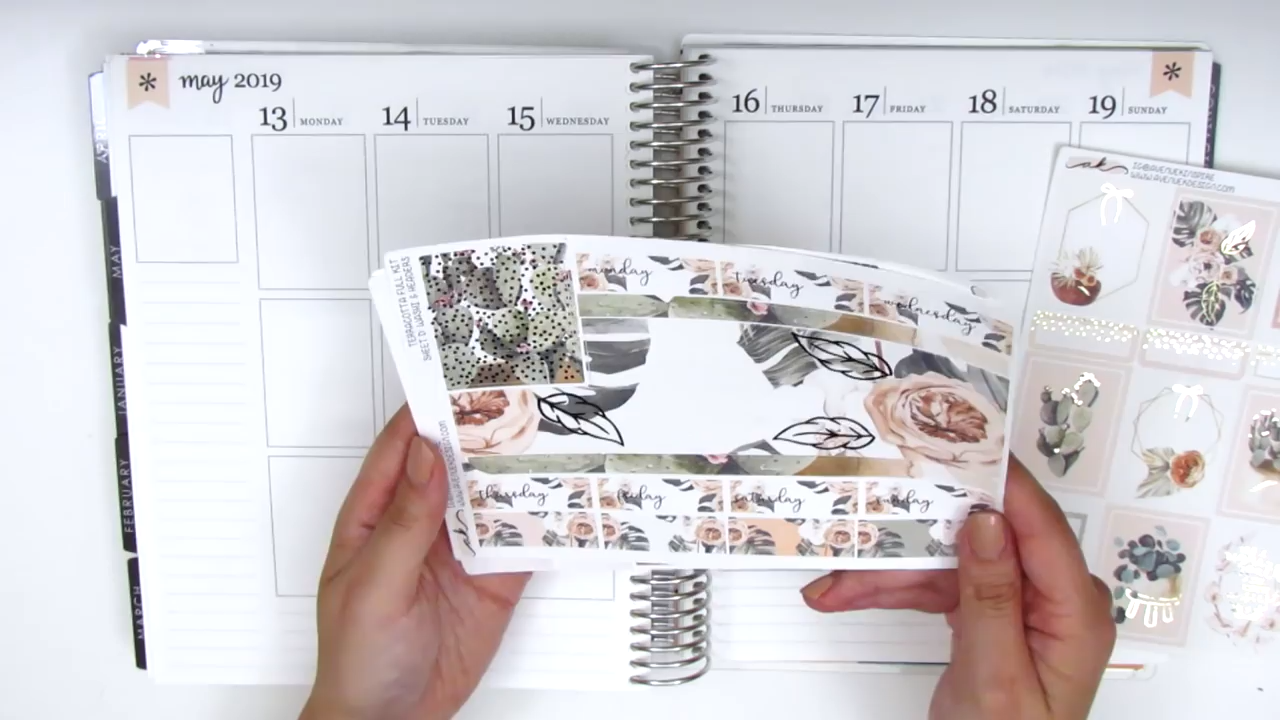 * may 2019 *
13 MONDAY 14 TUESDAY 15 WEDNESDAY
16 THURSDAY 17 FRIDAY 18 SATURDAY 19 SUNDAY
MAY
JANUARY
FEBRUARY
MARCH
TERRACOTTA FULL KIT
SHEET D: WASHI & HEADERS
monday tuesday wednesday
thursday friday saturday sunday
ak
WWW.AVENUEKDESIGN.COM